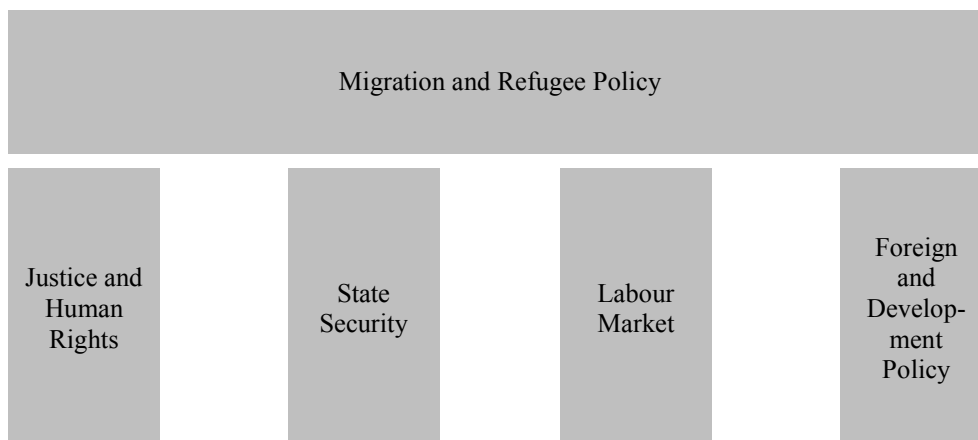 Migration and Refugee Policy
Justice and
Human
Rights
State
Security
Labour
Market
Foreign
and
Develop-
ment
Policy